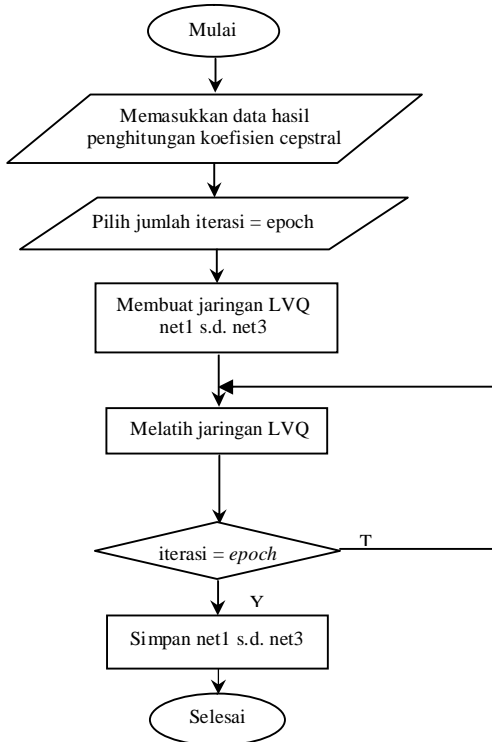 Mulai
Memasukkan data hasil
penghitungan koefisien cepstral
Pilih jumlah iterasi = epoch
Membuat jaringan LVQ
net1 s.d. net3
Melatih jaringan LVQ
iterasi = epoch
T
Y
Simpan net1 s.d. net3
Selesai